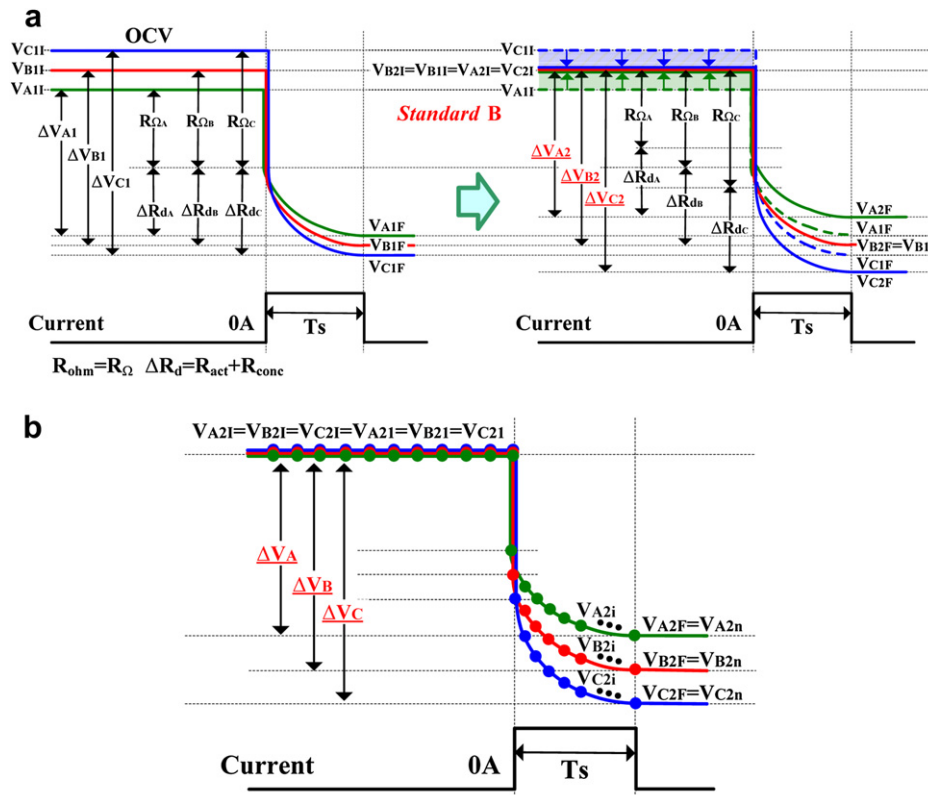 a
OCV
VC1I
VB1I
VA1I
ΔVA1
ΔVB1
ΔVC1
RΩA RΩB RΩC
ΔRdA ΔRdB ΔRdC
VA1F
VB1F
VC1F
Current 0A Ts
Rohm=RΩ ΔRd=Ract+Rconc
VC1I
VB2I=VB1I=VA2I=VC2I
VA1I
Standard B
ΔVA2
ΔVB2
ΔVC2
RΩA RΩB RΩC
ΔRdA
ΔRdB
ΔRdC
VA2F
VA1F
VB2F=VB1
VC1F
VC2F
Current 0A Ts
b
VA2I=VB2I=VC2I=VA21=VB21=VC21
ΔVA
ΔVB
ΔVC
VA2i
VB2i
VC2i
VA2F=VA2n
VB2F=VB2n
VC2F=VC2n
Current 0A Ts